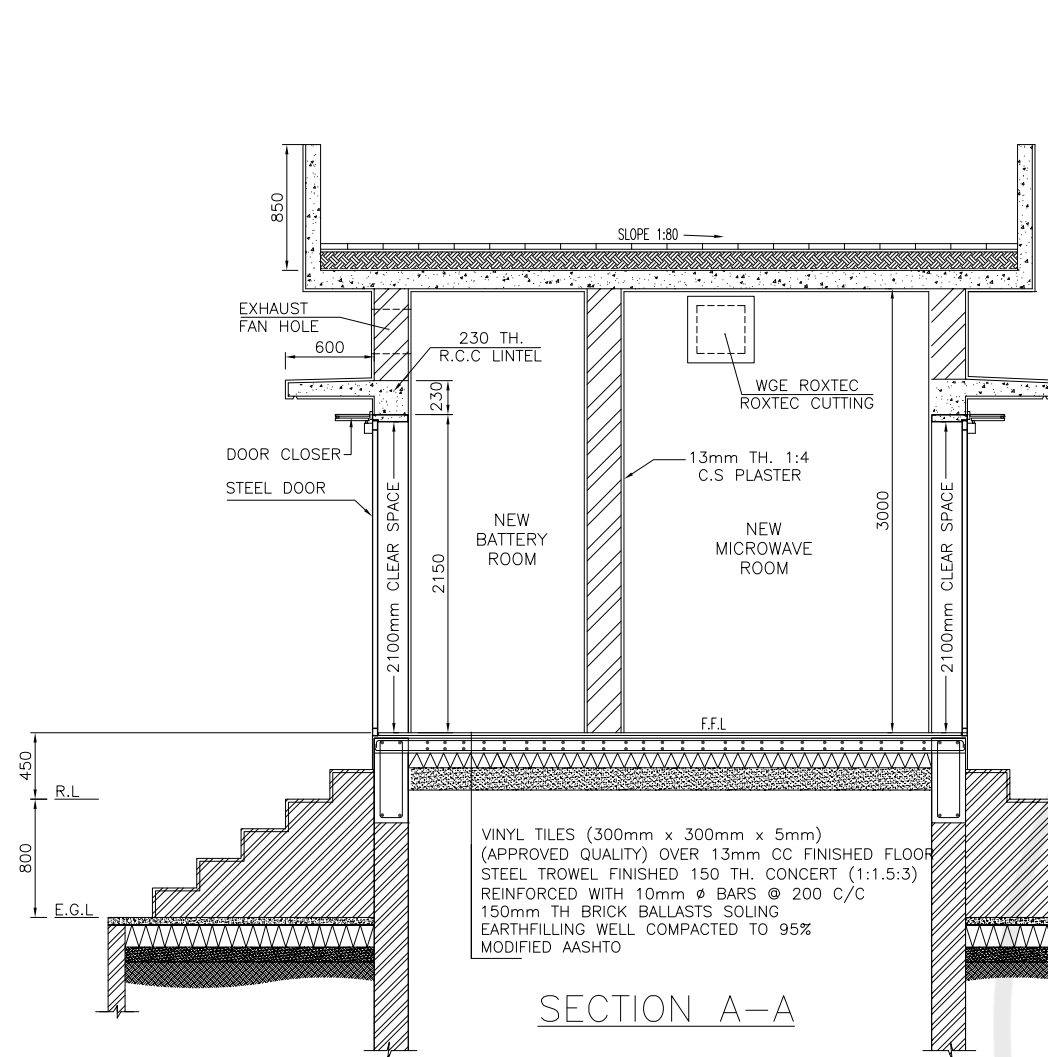 850
SLOPE 1:80
EXHAUST
FAN HOLE
600
230 TH.
R.C.C LINTEL
230
WGE ROXTEC
ROXTEC CUTTING
DOOR CLOSER
STEEL DOOR
13mm TH. 1:4
C.S PLASTER
2100mm CLEAR SPACE
2150
NEW
BATTERY
ROOM
NEW
MICROWAVE
ROOM
3000
2100mm CLEAR SPACE
F.F.L
450
R.L
800
E.G.L
VINYL TILES (300mm x 300mm x 5mm)
(APPROVED QUALITY) OVER 13mm CC FINISHED FLOOR
STEEL TROWEL FINISHED 150 TH. CONCERT (1:1.5:3)
REINFORCED WITH 10mm ø BARS @ 200 C/C
150mm TH BRICK BALLASTS SOLING
EARTHFILLING WELL COMPACTED TO 95%
MODIFIED AASHTO
SECTION A-A